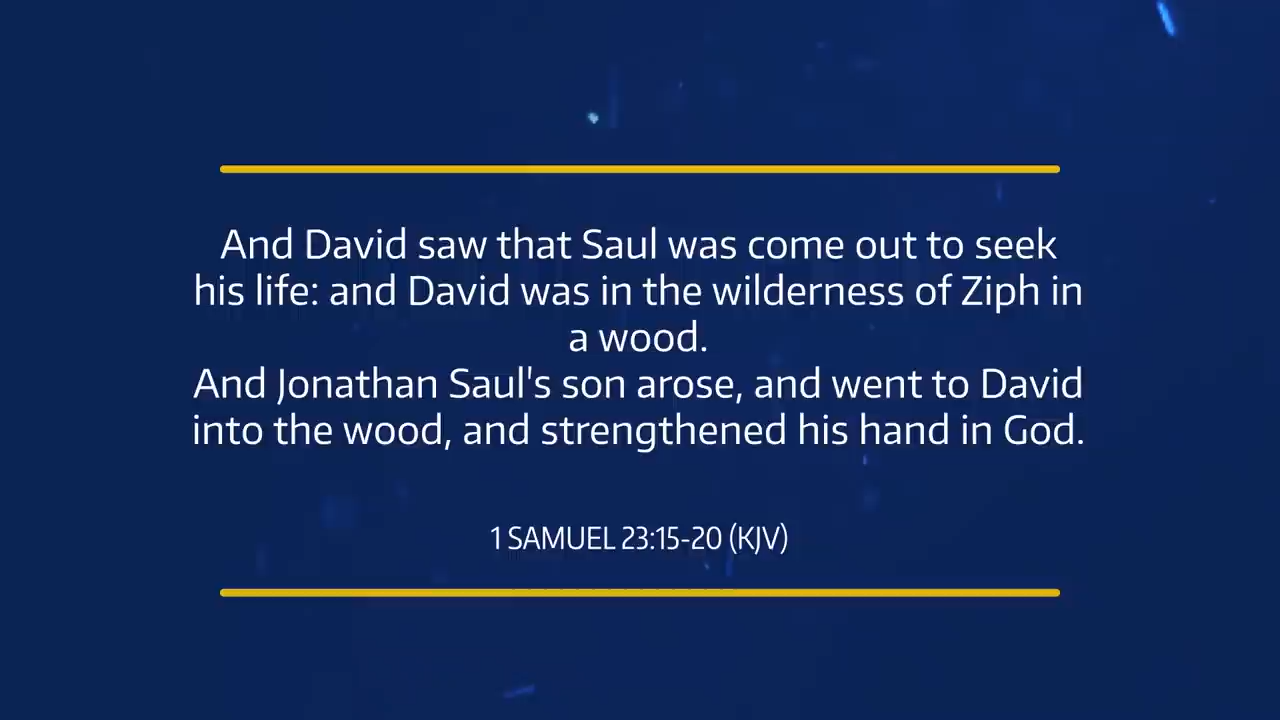 And David saw that Saul was come out to seek
his life: and David was in the wilderness of Ziph in
a wood.
And Jonathan Saul's son arose, and went to David
into the wood, and strengthened his hand in God.
1 SAMUEL 23:15-20 (KJV)